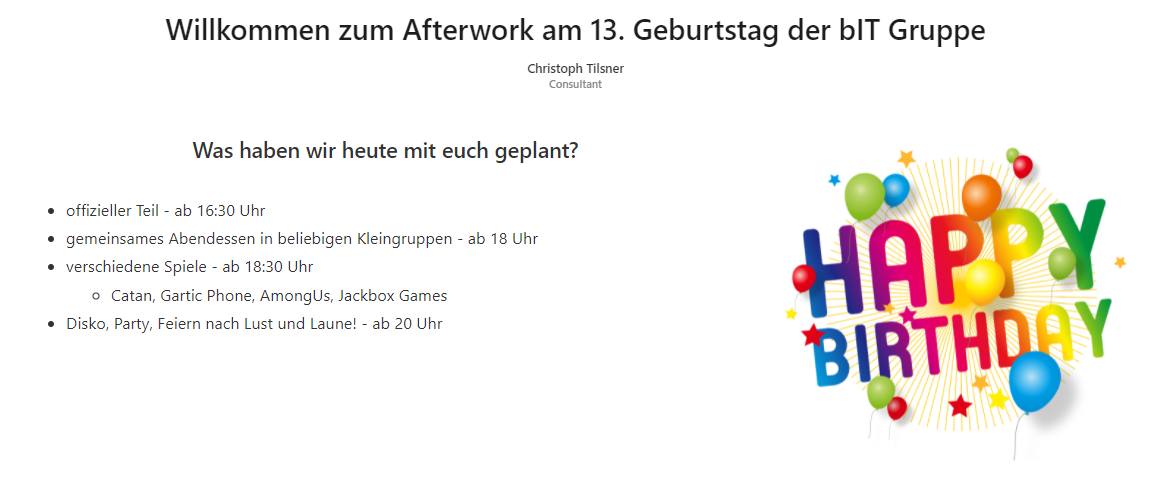 Willkommen zum Afterwork am 13. Geburtstag der bIT Gruppe
Christoph Tilsner
Consultant
Was haben wir heute mit euch geplant?
offizieller Teil - ab 16:30 Uhr
gemeinsames Abendessen in beliebigen Kleingruppen - ab 18 Uhr
verschiedene Spiele - ab 18:30 Uhr
Catan, Gartic Phone, AmongUs, Jackbox Games
Disko, Party, Feiern nach Lust und Laune! - ab 20 Uhr
HAPPY
BIRTHDAY